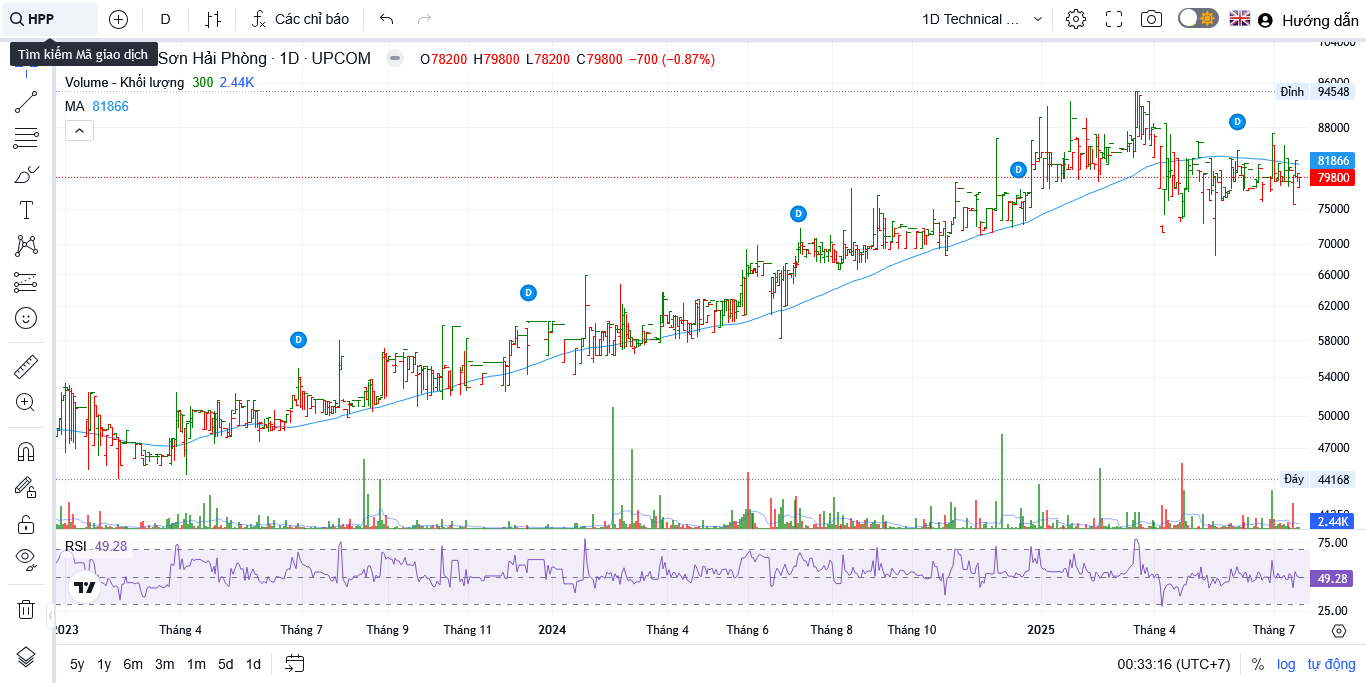 HPP
D
Các chỉ báo
1D Technical ...
Hướng dẫn
Tìm kiếm Mã giao dịch
Sơn Hải Phòng · 1D · UPCOM
O78200 H79800 L78200 C79800 −700 (−0.87%)
Volume - Khối lượng 300 2.44K
MA 81866
104000
96000
Đỉnh 94548
88000
81866
79800
75000
70000
66000
62000
58000
54000
50000
47000
Đáy 44168
2.44K
D
D
D
D
D
RSI 49.28
75.00
49.28
25.00
2023 Tháng 4 Tháng 7 Tháng 9 Tháng 11 2024 Tháng 4 Tháng 6 Tháng 8 Tháng 10 2025 Tháng 4 Tháng 7
5y 1y 6m 3m 1m 5d 1d
00:33:16 (UTC+7) % log tự động